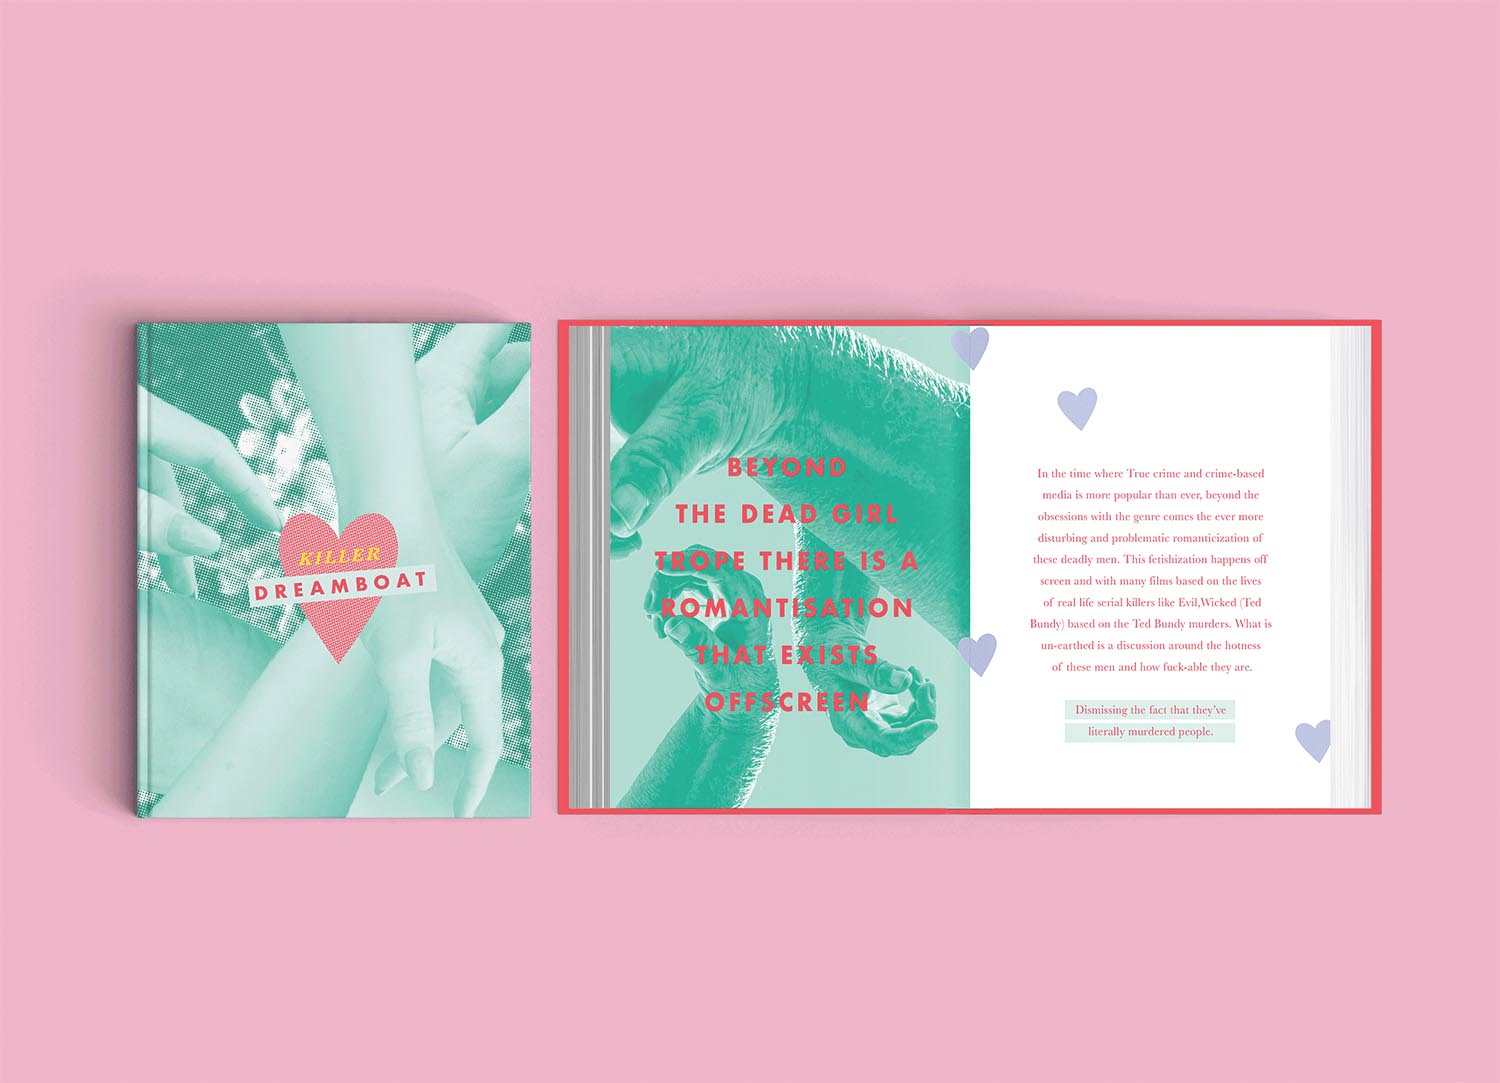 KILLER
DREAMBOAT
BEYOND
THE DEAD GIRL
TROPE THERE IS A
ROMANTISATION
THAT EXISTS
OFFSCREEN
In the time where True crime and crime-based
media is more popular than ever, beyond the
obsessions with the genre comes the ever more
disturbing and problematic romanticization of
these deadly men. This fetishization happens off
screen and with many films based on the lives
of real life serial killers like Evil,Wicked (Ted
Bundy) based on the Ted Bundy murders. What is
un-earthed is a discussion around the hotness
of these men and how fuck-able they are.
Dismissing the fact that they've
literally murdered people.